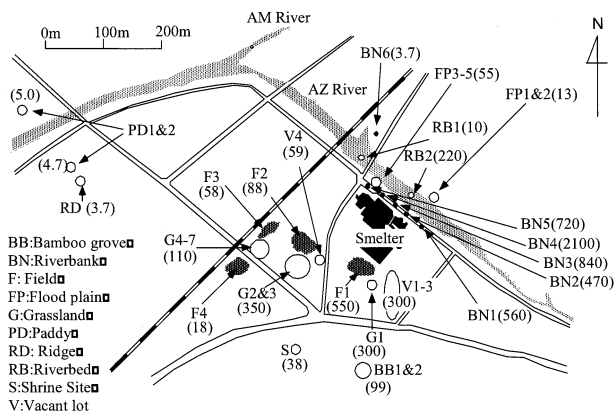 AM River
0m 100m 200m
N
BN6(3.7)
FP3-5(55)
AZ River
FP1&2(13)
(5.0)
PD1&2
V4
(59)
RB1(10)
RB2(220)
(4.7)
F3
(58)
F2
(88)
RD (3.7)
BN5(720)
BN4(2100)
BN3(840)
BN2(470)
Smelter
G4-7
(110)
BB:Bamboo grove
BN:Riverbank
F: Field
FP:Flood plain
G:Grassland
PD:Paddy
RD: Ridge
RB:Riverbed
S:Shrine Site
V:Vacant lot
F4
(18)
G2&3
(350)
F1
(550)
V1-3
(300)
BN1(560)
G1
(300)
S
(38)
BB1&2
(99)